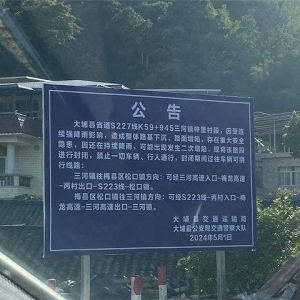 公告
大埔县省道S227线K59+945三河镇梓里村段，因受连
续强降雨影响，造成整体路基下沉，路面塌陷，存在重大安全
隐患，因还在持续降雨，可能出现发生二次塌陷，现将该路段
进行封闭，禁止一切车辆、行人通行，封闭期间过往车辆可绕
行线路：
三河镇往梅县区松口镇方向：可经三河高速入口-梅龙高速
-丙村出口-S223线-松口镇。
梅县区松口镇往三河镇方向：可经S223线-丙村入口-梅
龙高速-三河高速出口-三河镇。
大埔县交通运输局
大埔县公安局交通警察大队
2024年5月1日